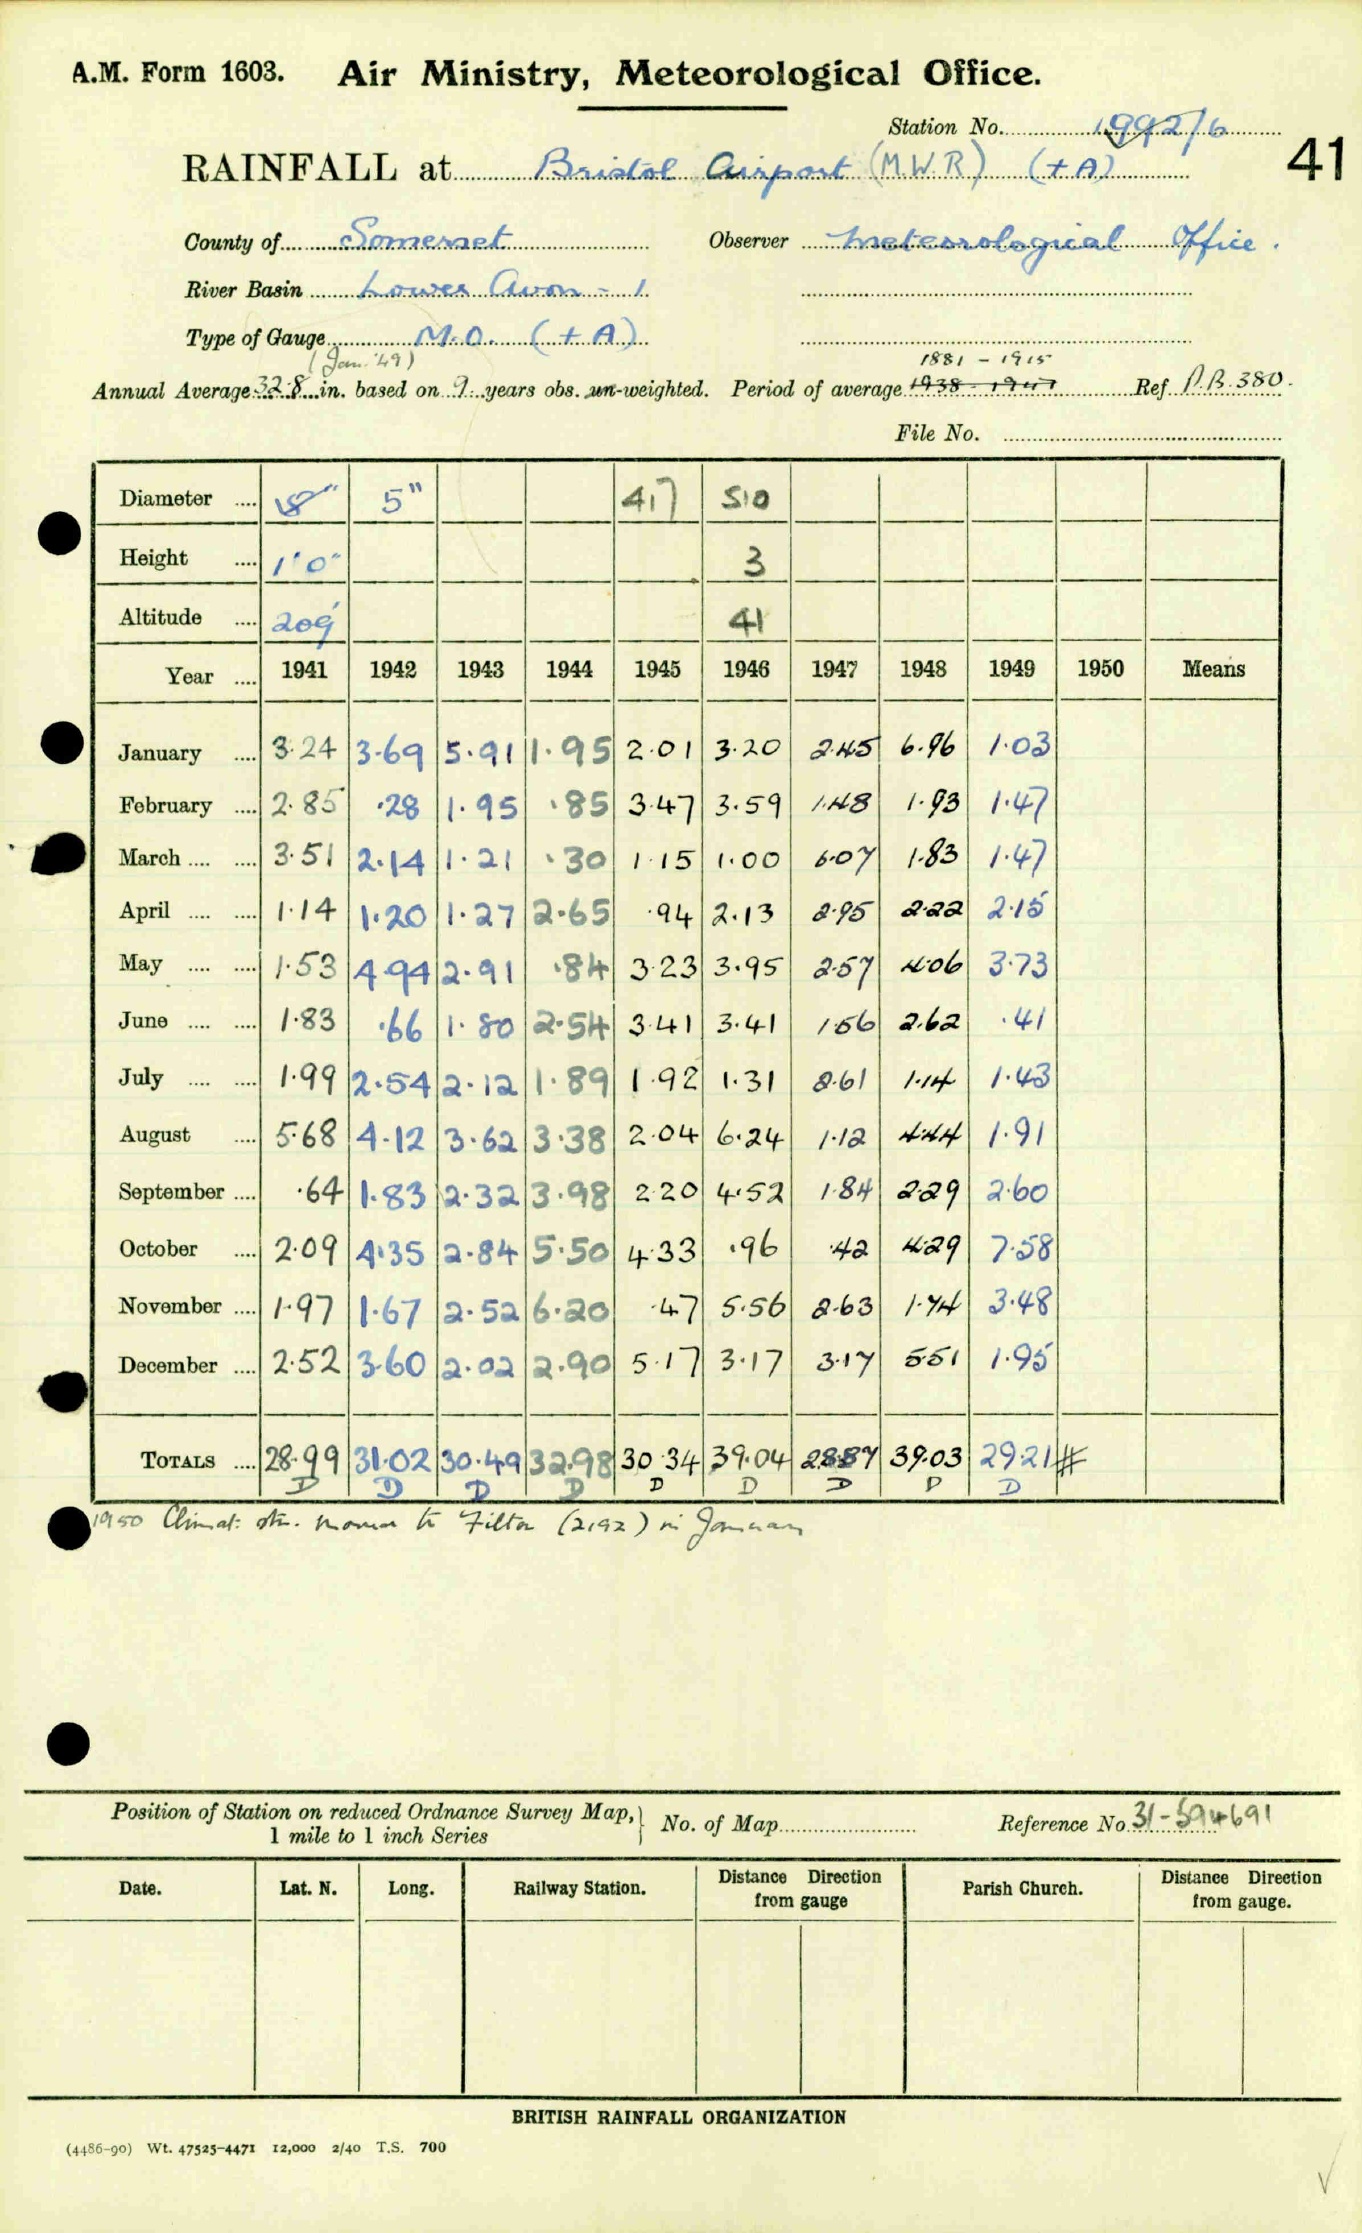 A.M. Form 1603. Air Ministry, Meteorological Office.
Station No. 1992/6
41
RAINFALL at Bristol Airport (M.W.R) (+A)
County of Somerset Observer Meteorological Office.
River Basin Lower Avon - 1
Type of Gauge M.O. (+A)
(Jan. '49) 1881 - 1915
Annual Average 32.8 in. based on 9 years obs. un-weighted. Period of average 1938 - 1947 Ref P.B. 380.
File No.
Diameter .... 8" 5" 417 510
Height .... 1'0" 3
Altitude .... 209' 41
Year .... 1941 1942 1943 1944 1945 1946 1947 1948 1949 1950 Means
January .... 3.24 3.69 5.91 1.95 2.01 3.20 2.45 6.96 1.03
February .... 2.85 .28 1.95 .85 3.47 3.59 1.48 1.93 1.47
March .... .... 3.51 2.14 1.21 .30 1.15 1.00 6.07 1.83 1.47
April .... .... 1.14 1.20 1.27 2.65 .94 2.13 2.95 2.22 2.15
May .... .... 1.53 4.94 2.91 .84 3.23 3.95 2.57 4.06 3.73
June .... .... 1.83 .66 1.80 2.54 3.41 3.41 1.56 2.62 .41
July .... .... 1.99 2.54 2.12 1.89 1.92 1.31 2.61 1.14 1.43
August .... 5.68 4.12 3.62 3.38 2.04 6.24 1.12 4.44 1.91
September .... .64 1.83 2.32 3.98 2.20 4.52 1.84 2.29 2.60
October .... 2.09 4.35 2.84 5.50 4.33 .96 .42 4.29 7.58
November .... 1.97 1.67 2.52 6.20 .47 5.56 2.63 1.74 3.48
December .... 2.52 3.60 2.02 2.90 5.17 3.17 3.17 5.51 1.95
TOTALS .... 28.99 31.02 30.49 32.98 30.34 39.04 28.87 39.03 29.21 #
D D D D D D D D D
1950 Climat. stn. moved to Filton (2192) in January
Position of Station on reduced Ordnance Survey Map, 1 mile to 1 inch Series } No. of Map Reference No 31-594691
Date. Lat. N. Long. Railway Station. Distance Direction from gauge Parish Church. Distance Direction from gauge.
BRITISH RAINFALL ORGANIZATION
(4486-90) Wt. 47525-4471 12,000 2/40 T.S. 700